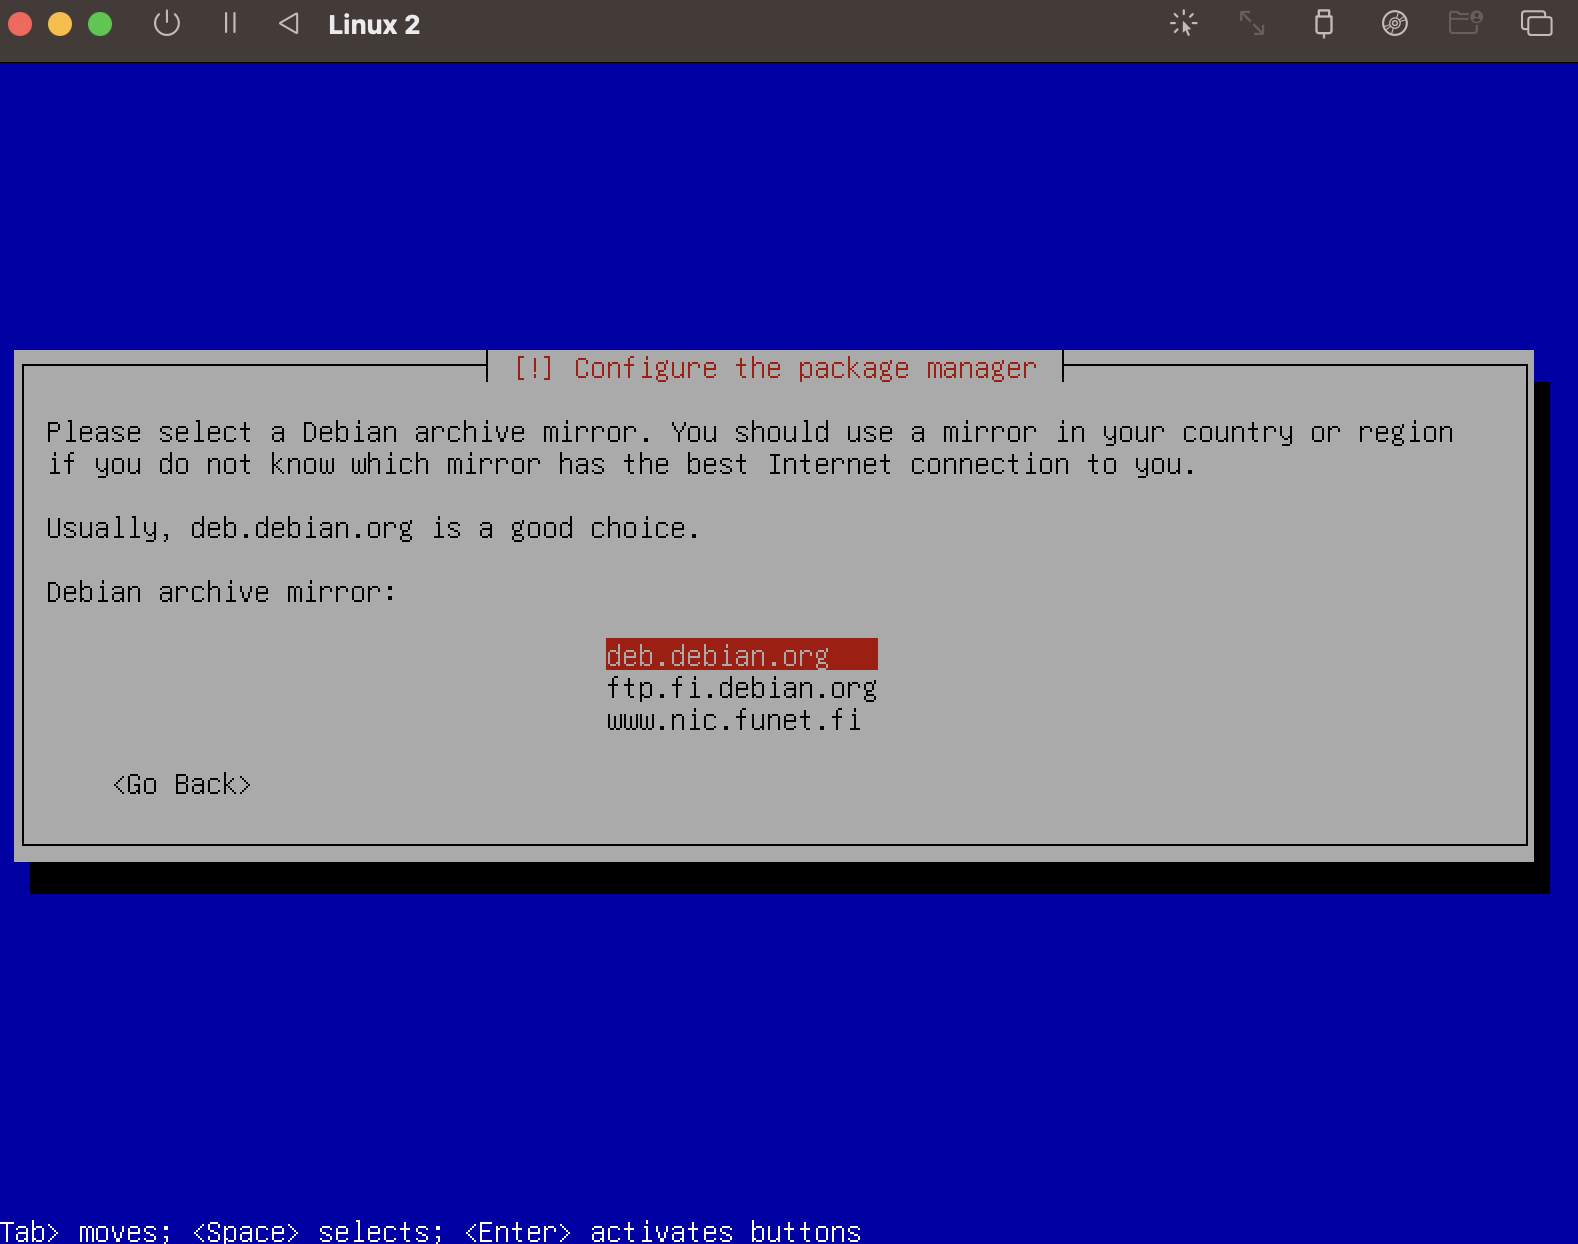 Linux 2
[!] Configure the package manager
Please select a Debian archive mirror. You should use a mirror in your country or region
if you do not know which mirror has the best Internet connection to you.
Usually, deb.debian.org is a good choice.
Debian archive mirror:
deb.debian.org
ftp.fi.debian.org
www.nic.funet.fi
<Go Back>
Tab> moves; <Space> selects; <Enter> activates buttons